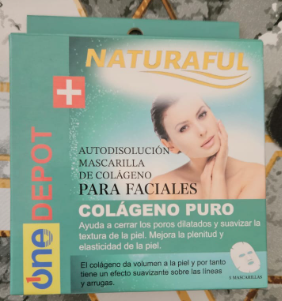 NATURAFUL
One DEPOT
AUTODISOLUCIÓN
MASCARILLA
DE COLÁGENO
PARA FACIALES
COLÁGENO PURO
Ayuda a cerrar los poros dilatados y suavizar la
textura de piel. Mejora la plenitud y
elasticidad de la piel.
El colágeno da volumen a la piel y por tanto
tiene un efecto suavizante sobre las líneas
y arrugas.
MASCARILLAS